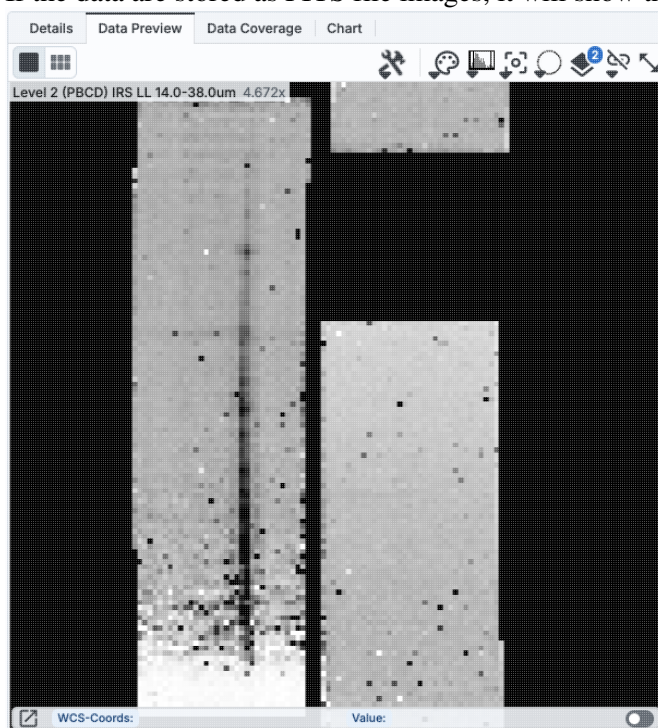 Details Data Preview Data Coverage Chart
2
Level 2 (PBCD) IRS LL 14.0-38.0um 4.672x
WCS-Coords: Value: